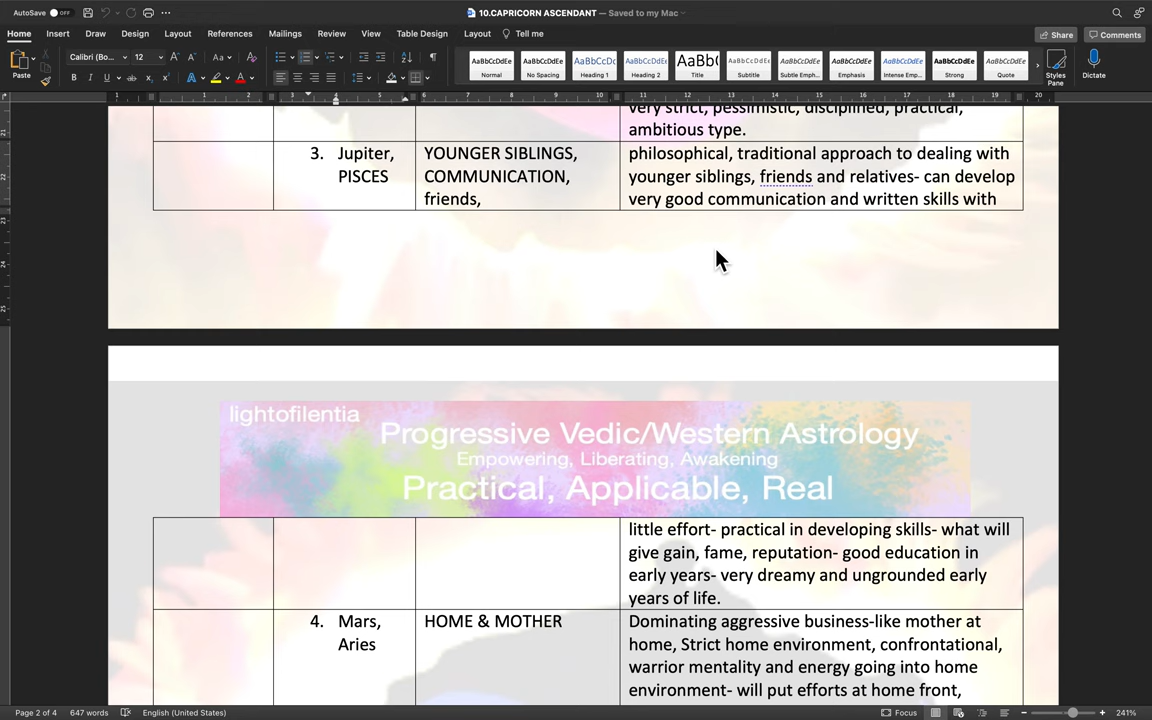 AutoSave OFF
10.CAPRICORN ASCENDANT — Saved to my Mac
Home Insert Draw Design Layout References Mailings Review View Table Design Layout Tell me
Share Comments
Paste
Calibri (Bo... 12
AaBbCcDdEe Normal
AaBbCcDdEe No Spacing
AaBbCcDc Heading 1
AaBbCcDdEe Heading 2
AaBbC Title
AaBbCcDdEe Subtitle
AaBbCcDdEe Subtle Emph...
AaBbCcDdEe Emphasis
AaBbCcDdEe Intense Emp...
AaBbCcDdEe Strong
AaBbCcDdEe Quote
Styles Pane
Dictate
very strict, pessimistic, disciplined, practical,
ambitious type.
3. Jupiter,
PISCES
YOUNGER SIBLINGS,
COMMUNICATION,
friends,
philosophical, traditional approach to dealing with
younger siblings, friends and relatives- can develop
very good communication and written skills with
lightofilentia
Progressive Vedic/Western Astrology
Empowering, Liberating, Awakening
Practical, Applicable, Real
little effort- practical in developing skills- what will
give gain, fame, reputation- good education in
early years- very dreamy and ungrounded early
years of life.
4. Mars,
Aries
HOME & MOTHER
Dominating aggressive business-like mother at
home, Strict home environment, confrontational,
warrior mentality and energy going into home
environment- will put efforts at home front,
Page 2 of 4 647 words English (United States) Focus 241%